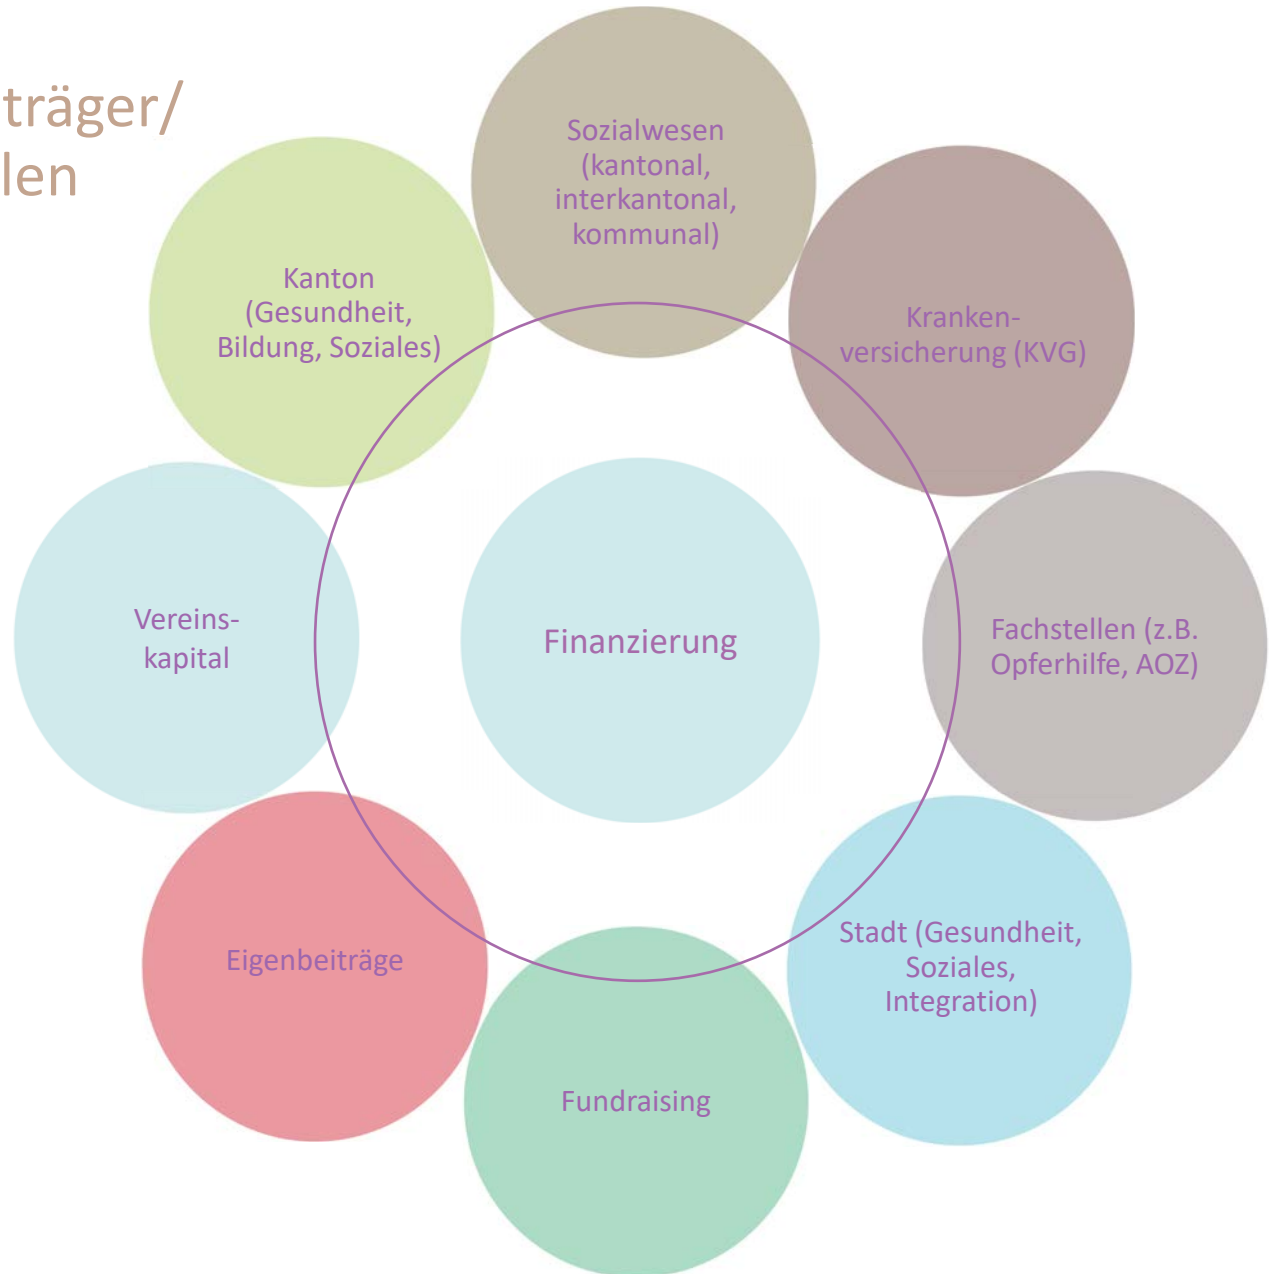 träger/
len
Sozialwesen
(kantonal,
interkantonal,
kommunal)
Kranken-
versicherung (KVG)
Fachstellen (z.B.
Opferhilfe, AOZ)
Stadt (Gesundheit,
Soziales,
Integration)
Fundraising
Eigenbeiträge
Vereins-
kapital
Kanton
(Gesundheit,
Bildung, Soziales)
Finanzierung